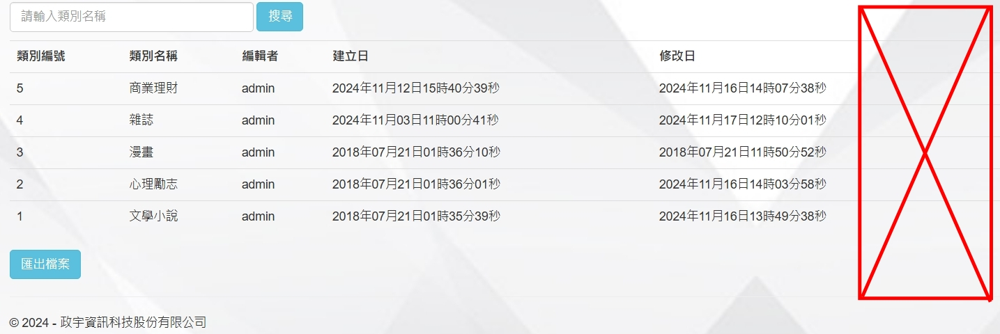 請輸入類別名稱 搜尋
類別編號 類別名稱 編輯者 建立日 修改日
5 商業理財 admin 2024年11月12日15時40分39秒 2024年11月16日14時07分38秒
4 雜誌 admin 2024年11月03日11時00分41秒 2024年11月17日12時10分01秒
3 漫畫 admin 2018年07月21日01時36分10秒 2018年07月21日11時50分52秒
2 心理勵志 admin 2018年07月21日01時36分01秒 2024年11月16日14時03分58秒
1 文學小說 admin 2018年07月21日01時35分39秒 2024年11月16日13時49分38秒
匯出檔案
© 2024 - 政宇資訊科技股份有限公司